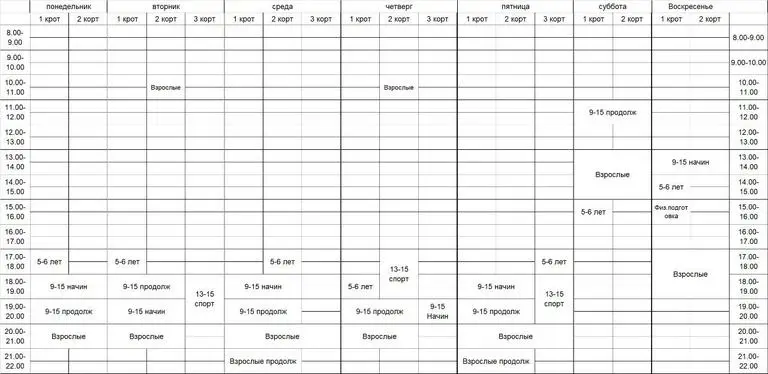 понедельник вторник среда четверг пятница суббота Воскресенье
1 крот 2 корт 1 крот 2 корт 3 корт 1 крот 2 корт 3 корт 1 крот 2 корт 3 корт 1 крот 2 корт 3 корт 1 крот 2 корт 1 крот 2 корт
8.00-
9.00
8.00-9.00
9.00-
10.00
9.00-10.00
10.00-
11.00
Взрослые
Взрослые
10.00-
11.00
11.00-
12.00
9-15 продолж
11.00-
12.00
12.00-
13.00
12.00-
13.00
13.00-
14.00
Взрослые
9-15 начин
13.00-
14.00
14.00-
15.00
5-6 лет
14.00-
15.00
15.00-
16.00
5-6 лет
Физ.подгот
овка
15.00-
16.00
16.00-
17.00
16.00-
17.00
17.00-
18.00
5-6 лет
5-6 лет
5-6 лет
13-15
спорт
5-6 лет
Взрослые
17.00-
18.00
18.00-
19.00
9-15 начин
9-15 продолж
13-15
спорт
9-15 начин
5-6 лет
9-15 начин
13-15
спорт
18.00-
19.00
19.00-
20.00
9-15 продолж
9-15 начин
9-15 продолж
9-15 продолж
9-15
Начин
9-15 продолж
19.00-
20.00
20.00-
21.00
Взрослые
Взрослые
Взрослые
Взрослые
Взрослые
20.00-
21.00
21.00-
22.00
Взрослые продолж
Взрослые продолж
21.00-
22.00